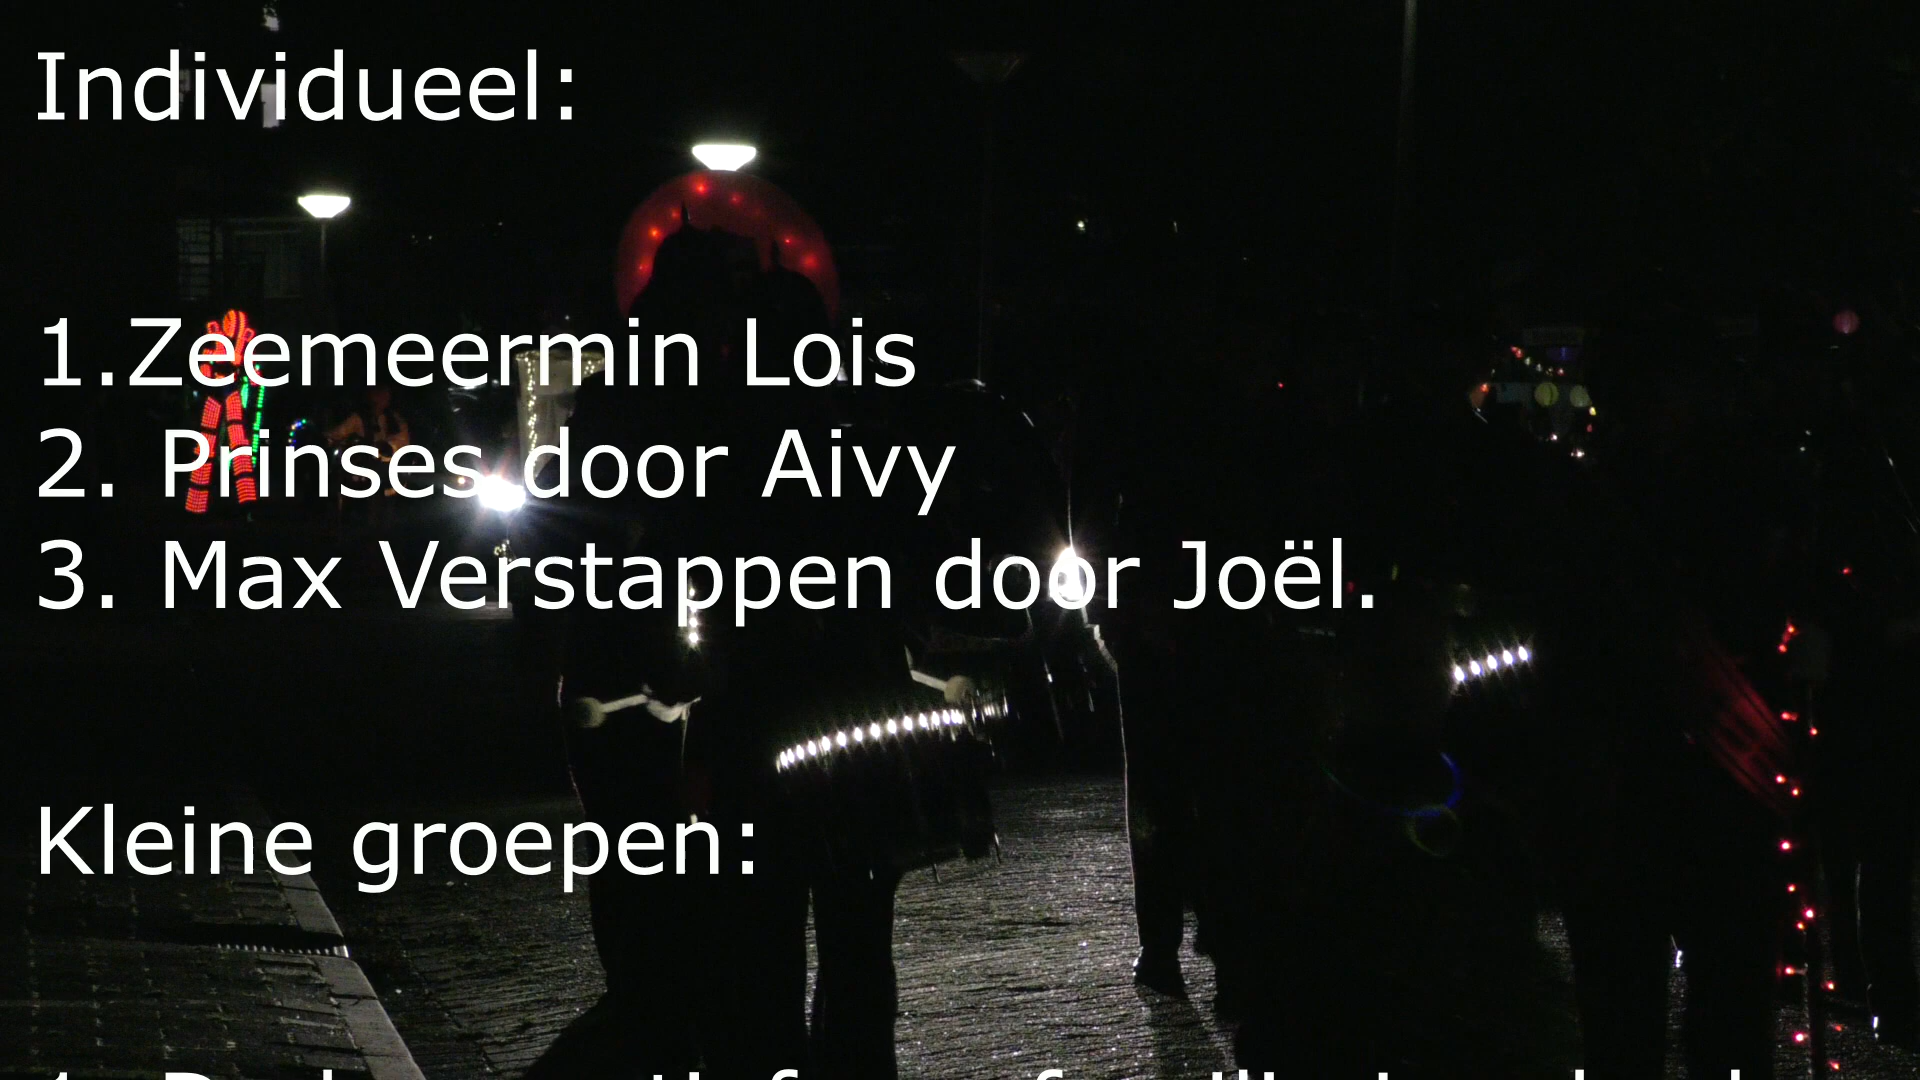 Individueel:
1.Zeemeermin Lois
2. Prinses door Aivy
3. Max Verstappen door Joël.
Kleine groepen: